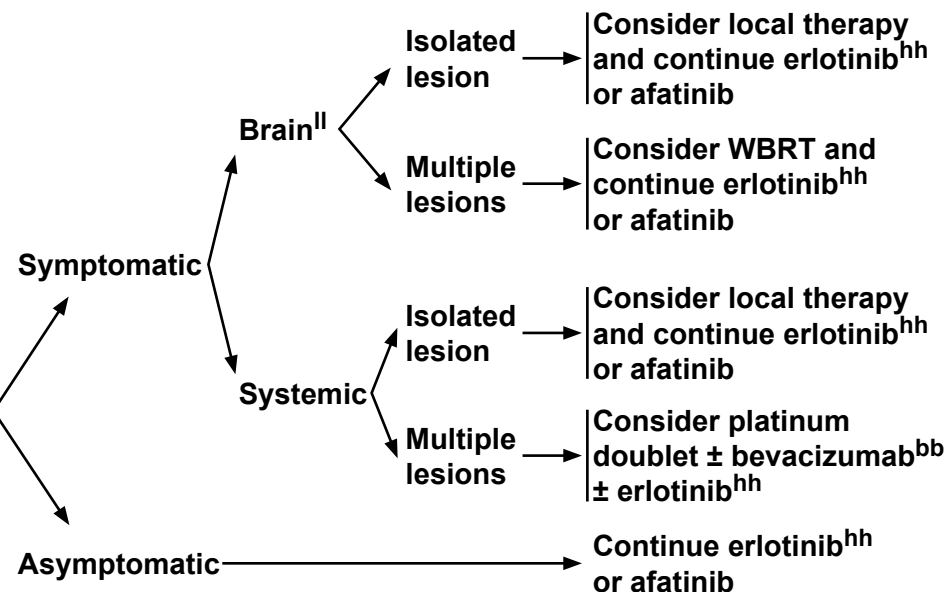 Isolated
lesion
Consider local therapy
and continue erlotinibhh
or afatinib
Brainll
Multiple
lesions
Consider WBRT and
continue erlotinibhh
or afatinib
Symptomatic
Isolated
lesion
Consider local therapy
and continue erlotinibhh
or afatinib
Systemic
Multiple
lesions
Consider platinum
doublet ± bevacizumabbb
± erlotinibhh
Asymptomatic
Continue erlotinibhh
or afatinib